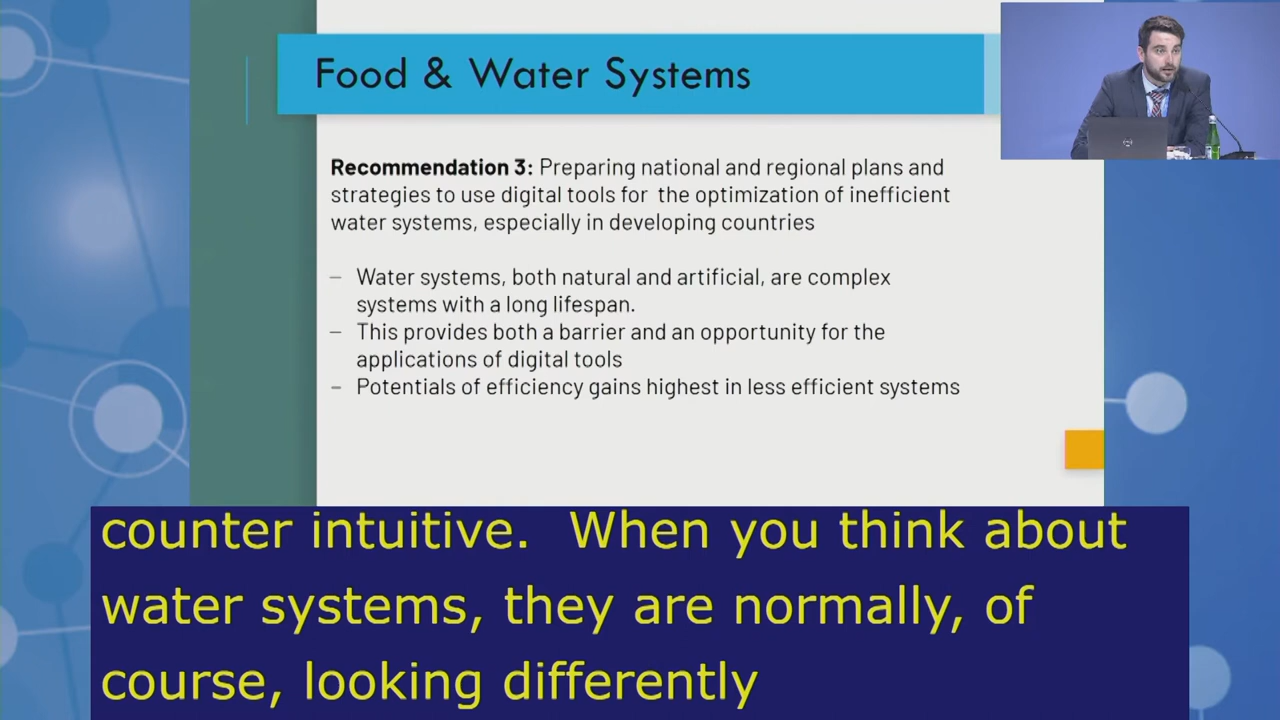 Food & Water Systems
Recommendation 3: Preparing national and regional plans and
strategies to use digital tools for the optimization of inefficient
water systems, especially in developing countries
– Water systems, both natural and artificial, are complex
systems with a long lifespan.
– This provides both a barrier and an opportunity for the
applications of digital tools
– Potentials of efficiency gains highest in less efficient systems
counter intuitive. When you think about
water systems, they are normally, of
course, looking differently